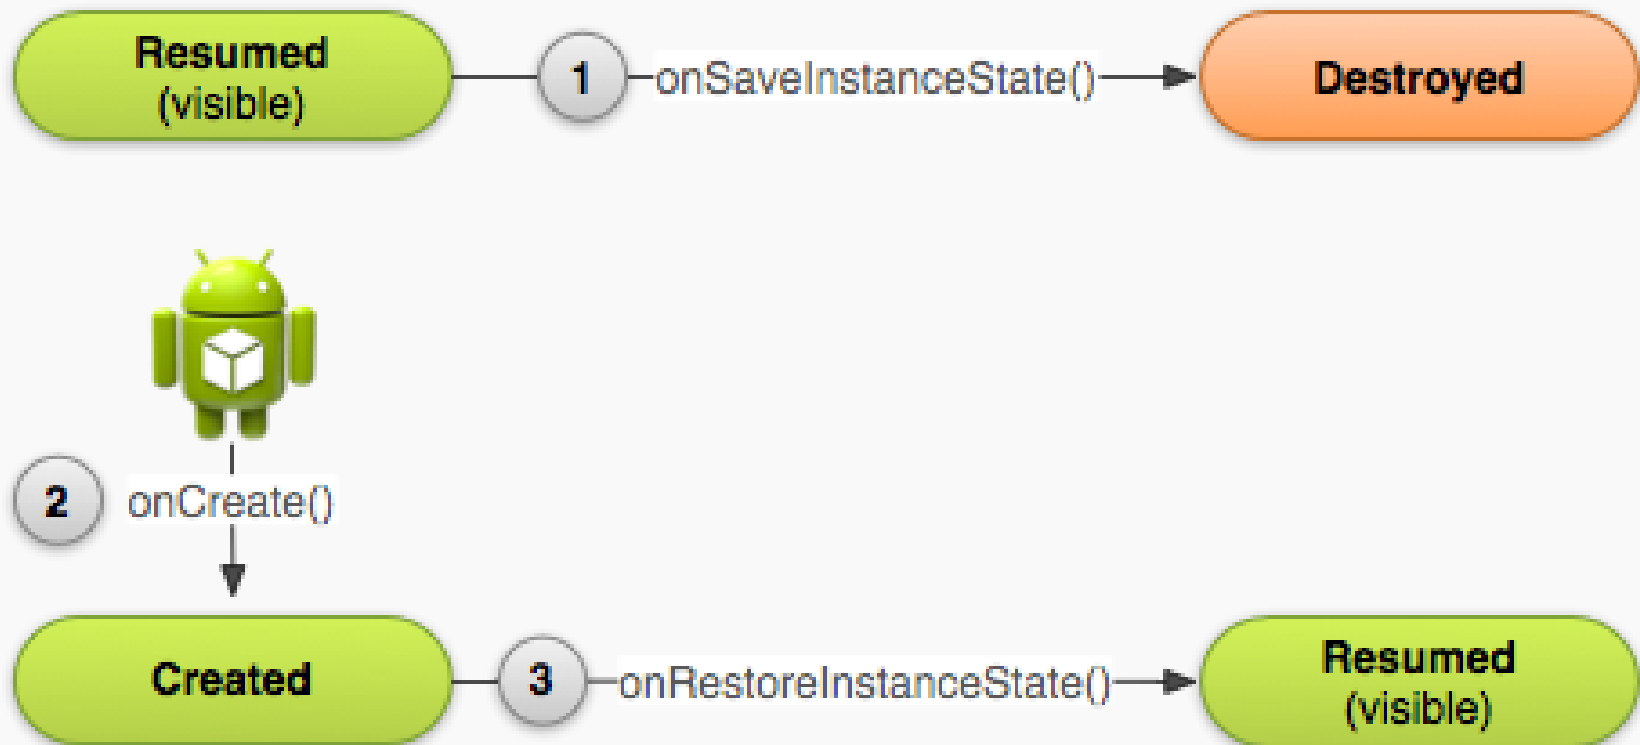 Resumed
(visible)
1
onSaveInstanceState()
Destroyed
2
onCreate()
Created
3
onRestoreInstanceState()
Resumed
(visible)